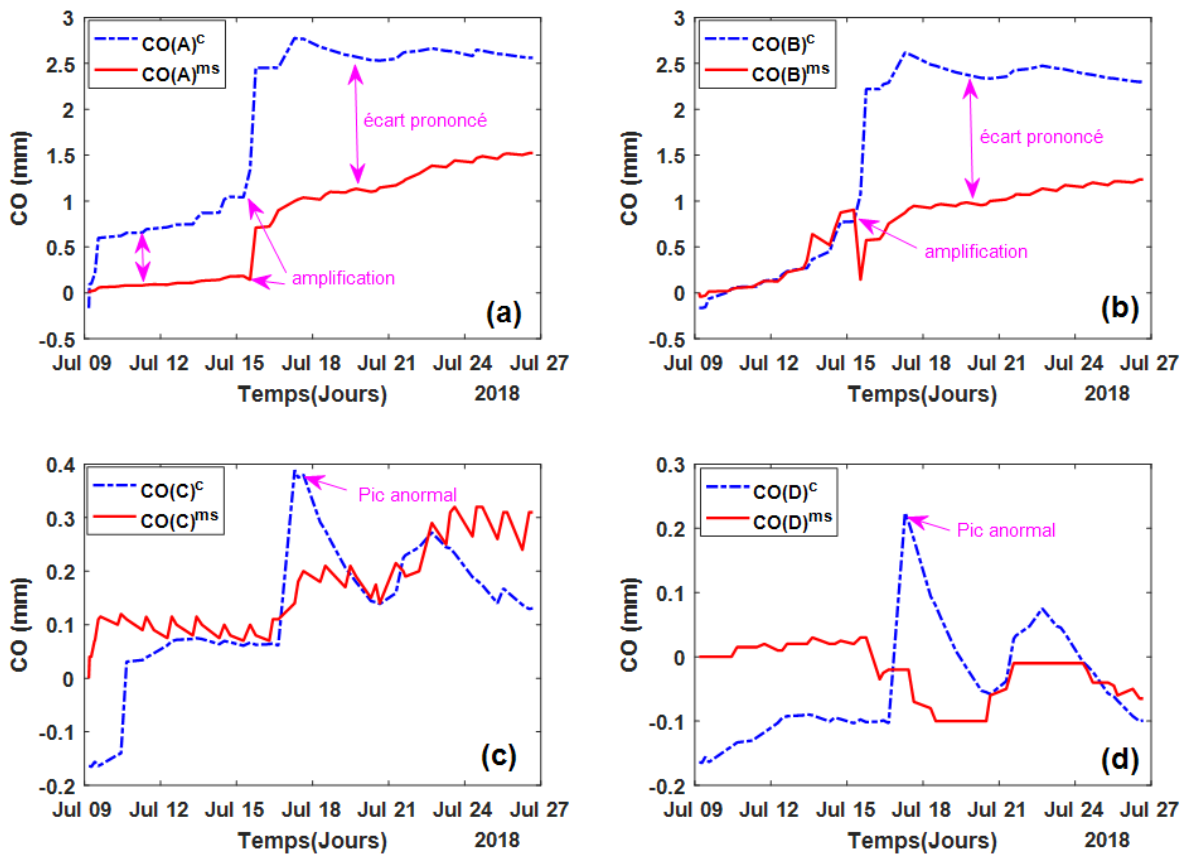 3
2.5
2
1.5
1
0.5
0
-0.5
CO (mm)
CO(A)ᶜ
CO(A)ᵐˢ
écart prononcé
amplification
(a)
Jul 09 Jul 12 Jul 15 Jul 18 Jul 21 Jul 24 Jul 27
Temps(Jours) 2018
3
2.5
2
1.5
1
0.5
0
-0.5
CO (mm)
CO(B)ᶜ
CO(B)ᵐˢ
écart prononcé
amplification
(b)
Jul 09 Jul 12 Jul 15 Jul 18 Jul 21 Jul 24 Jul 27
Temps(Jours) 2018
0.4
0.3
0.2
0.1
0
-0.1
-0.2
CO (mm)
CO(C)ᶜ
CO(C)ᵐˢ
Pic anormal
(c)
Jul 09 Jul 12 Jul 15 Jul 18 Jul 21 Jul 24 Jul 27
Temps(Jours) 2018
0.3
0.2
0.1
0
-0.1
-0.2
CO (mm)
CO(D)ᶜ
CO(D)ᵐˢ
Pic anormal
(d)
Jul 09 Jul 12 Jul 15 Jul 18 Jul 21 Jul 24 Jul 27
Temps(Jours) 2018